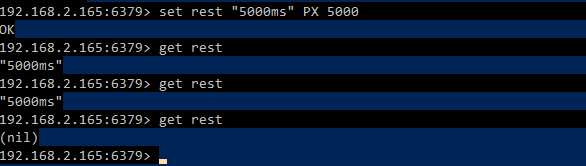 192.168.2.165:6379> set rest "5000ms" PX 5000
OK
192.168.2.165:6379> get rest
"5000ms"
192.168.2.165:6379> get rest
"5000ms"
192.168.2.165:6379> get rest
(nil)
192.168.2.165:6379>